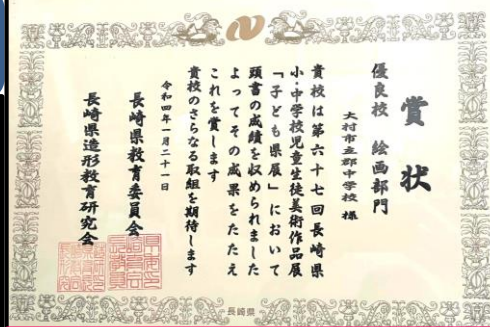 賞状
優良校 絵画部門
大村市立郡中学校 様
貴校は第六十七回長崎県
小・中学校児童生徒美術作品展
「子ども県展」において
頭書の成績を収められました
よってその成果をたたえ
これを賞します
貴校のさらなる取組を期待します
令和四年一月二十一日
長崎県教育委員会
長崎県造形教育研究会
長崎県